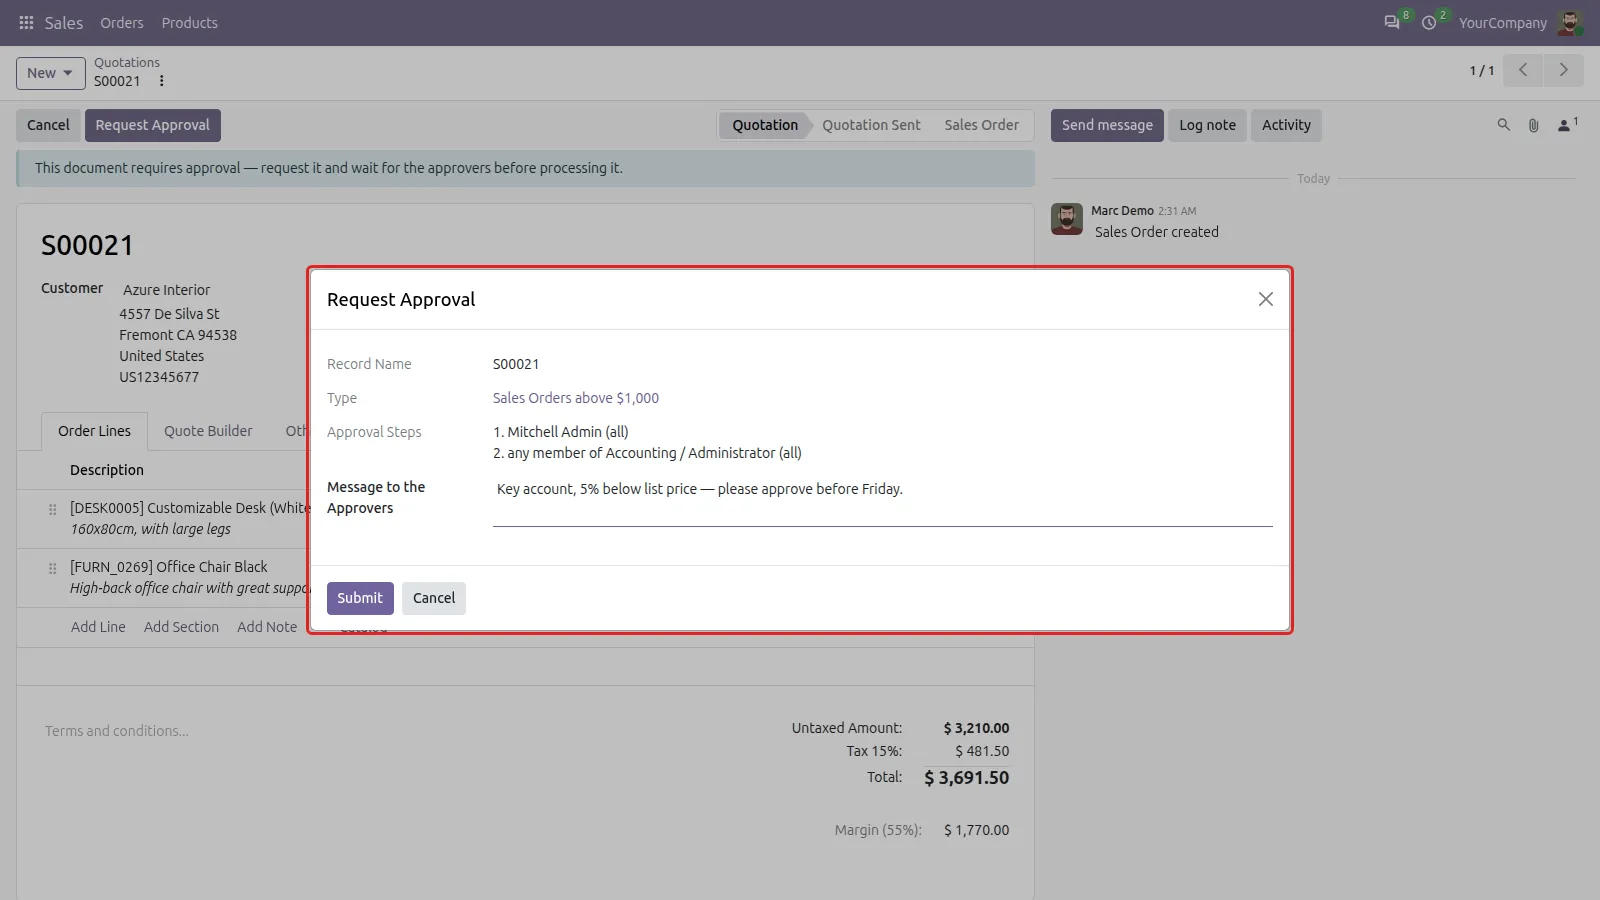 Sales Orders Products 8 2 YourCompany
New Quotations
S00021
1 / 1
Cancel Request Approval Quotation Quotation Sent Sales Order Send message Log note Activity 1
This document requires approval — request it and wait for the approvers before processing it.
Today
Marc Demo 2:31 AM
Sales Order created
S00021
Customer Azure Interior
4557 De Silva St
Fremont CA 94538
United States
US12345677
Order Lines Quote Builder Oth
Description
[DESK0005] Customizable Desk (White
160x80cm, with large legs
[FURN_0269] Office Chair Black
High-back office chair with great suppo
Add Line Add Section Add Note Catalog
Request Approval
Record Name S00021
Type Sales Orders above $1,000
Approval Steps 1. Mitchell Admin (all)
2. any member of Accounting / Administrator (all)
Message to the Approvers Key account, 5% below list price — please approve before Friday.
Submit Cancel
Terms and conditions...
Untaxed Amount: $ 3,210.00
Tax 15%: $ 481.50
Total: $ 3,691.50
Margin (55%): $ 1,770.00